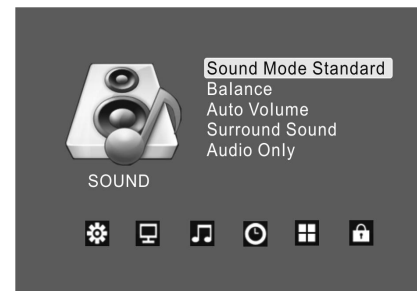 Sound Mode Standard
Balance
Auto Volume
Surround Sound
Audio Only
SOUND